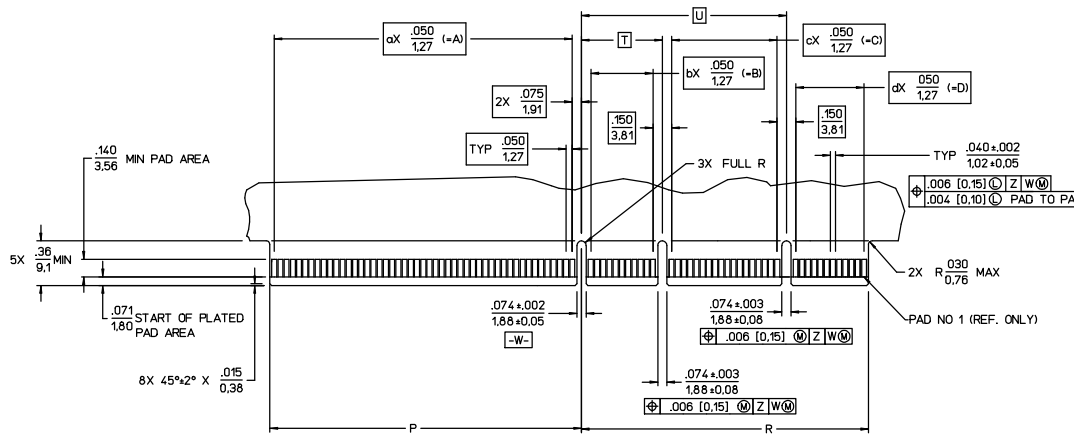 U
aX .050 (=A)
1,27
T
cX .050 (=C)
1,27
bX .050 (=B)
1,27
dX 050 (=D)
1,27
2X .075
1,91
.150
3,81
.150
3,81
TYP .050
1,27
TYP .040±.002
1,02±0,05
.140 MIN PAD AREA
3,56
3X FULL R
⌖ .006 [0,15] Ⓛ Z WⓂ
.004 [0,10] Ⓛ PAD TO PA
5X .36 MIN
9,1
2X R 030 MAX
0,76
.071 START OF PLATED
1,80 PAD AREA
.074±.002
1,88±0,05
-W-
.074±.003
1,88±0,08
⌖ .006 [0,15] Ⓜ Z WⓂ
PAD NO 1 (REF. ONLY)
8X 45°±2° X .015
0,38
.074±.003
1,88±0,08
⌖ .006 [0,15] Ⓜ Z WⓂ
P
R